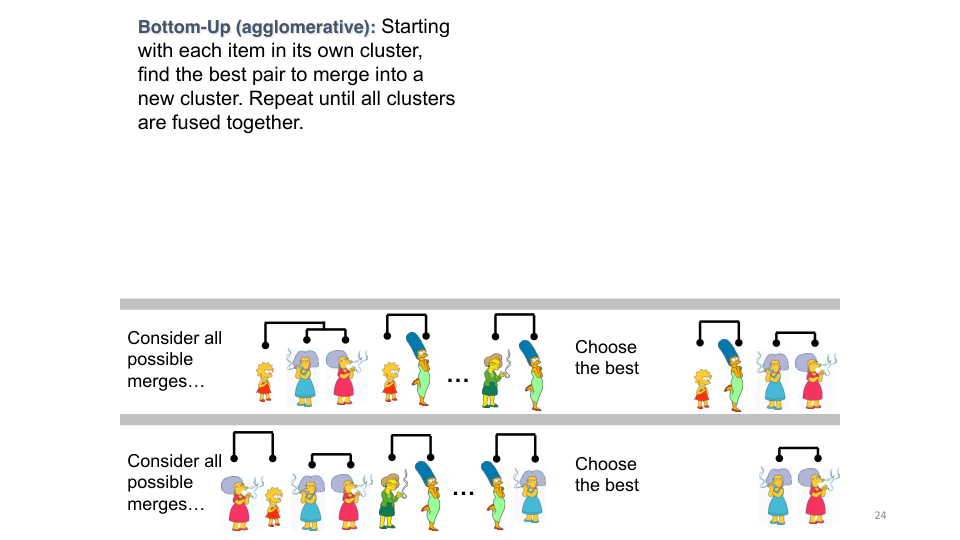 Bottom-Up (agglomerative): Starting
with each item in its own cluster,
find the best pair to merge into a
new cluster. Repeat until all clusters
are fused together.
Consider all
possible
merges…
…
Choose
the best
Consider all
possible
merges…
…
Choose
the best
24